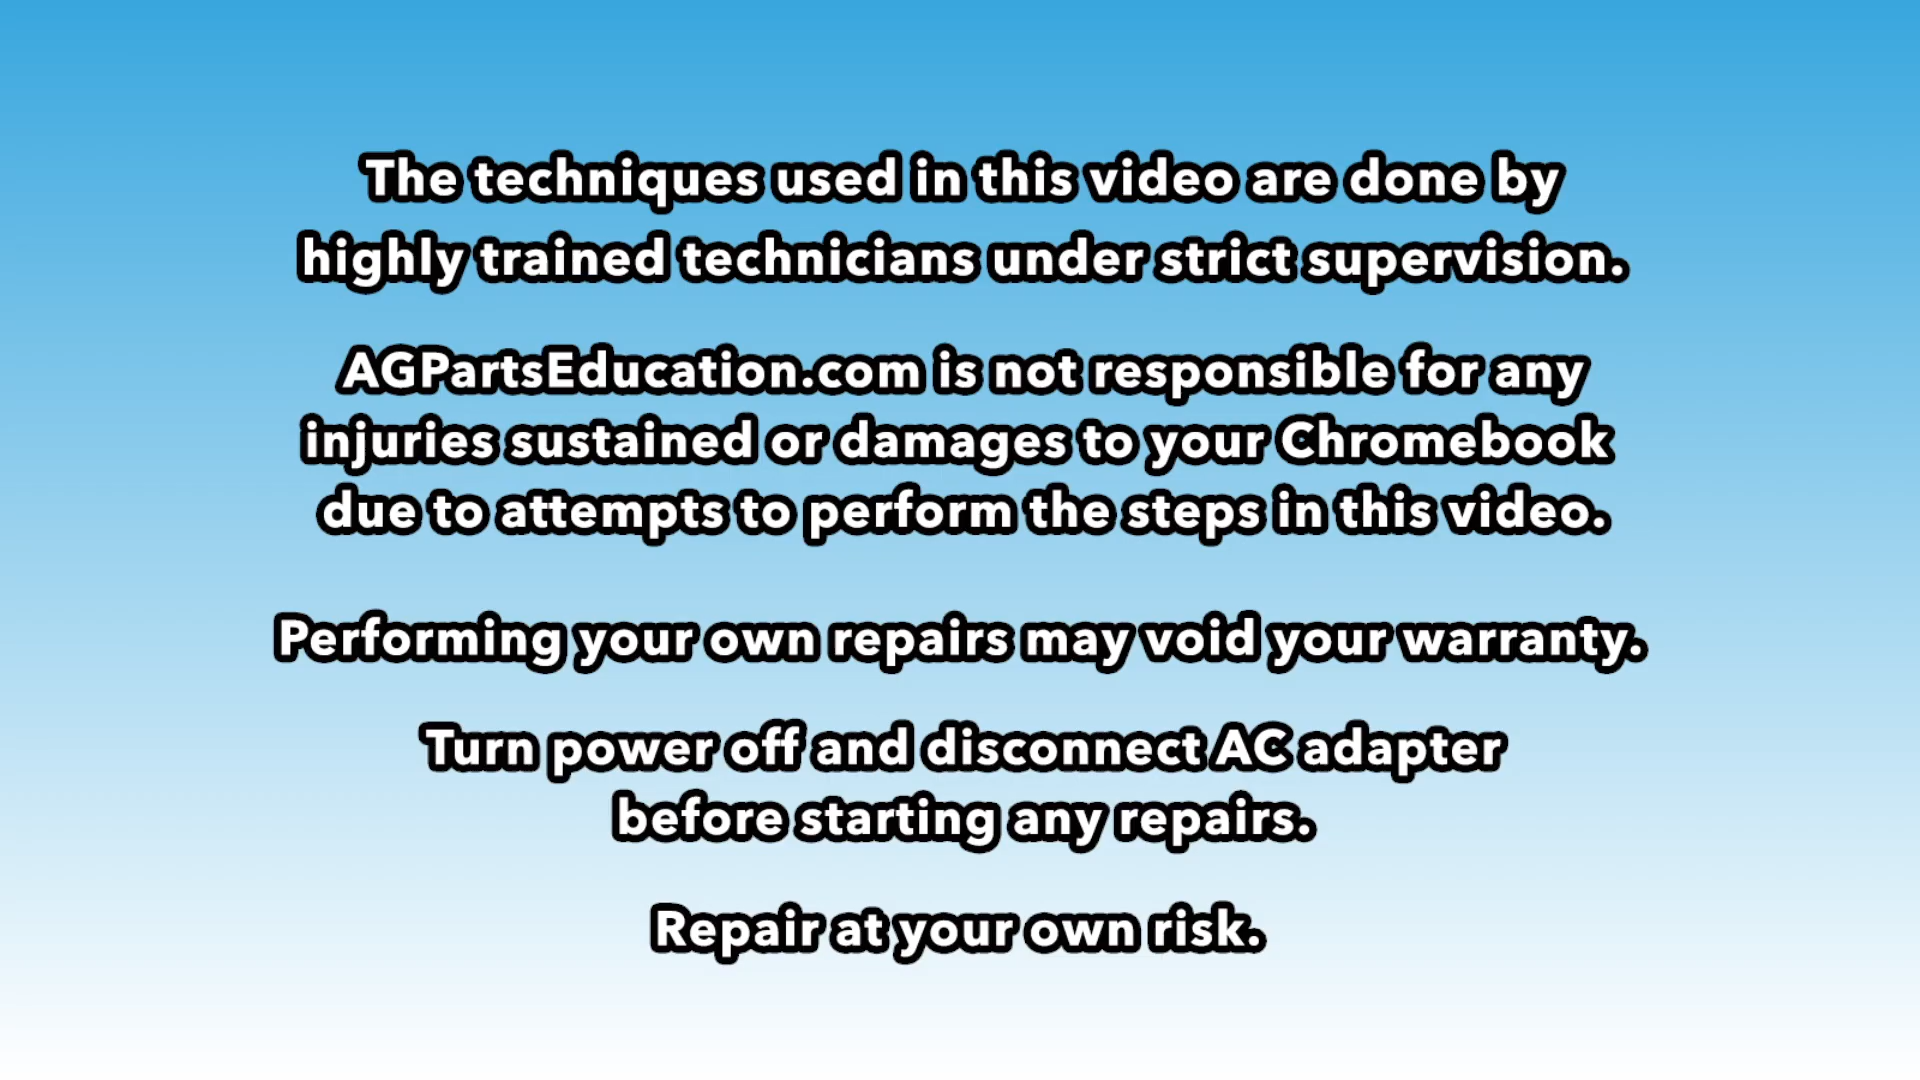 The techniques used in this video are done by
highly trained technicians under strict supervision.
AGPartsEducation.com is not responsible for any
injuries sustained or damages to your Chromebook
due to attempts to perform the steps in this video.
Performing your own repairs may void your warranty.
Turn power off and disconnect AC adapter
before starting any repairs.
Repair at your own risk.